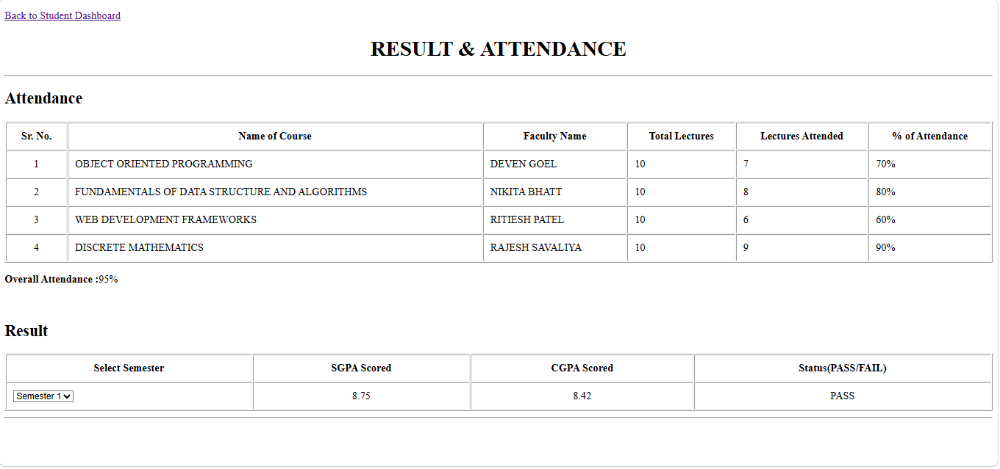 Back to Student Dashboard
RESULT & ATTENDANCE
Attendance
Sr. No. Name of Course Faculty Name Total Lectures Lectures Attended % of Attendance
1 OBJECT ORIENTED PROGRAMMING DEVEN GOEL 10 7 70%
2 FUNDAMENTALS OF DATA STRUCTURE AND ALGORITHMS NIKITA BHATT 10 8 80%
3 WEB DEVELOPMENT FRAMEWORKS RITIESH PATEL 10 6 60%
4 DISCRETE MATHEMATICS RAJESH SAVALIYA 10 9 90%
Overall Attendance :95%
Result
Select Semester SGPA Scored CGPA Scored Status(PASS/FAIL)
Semester 1 8.75 8.42 PASS